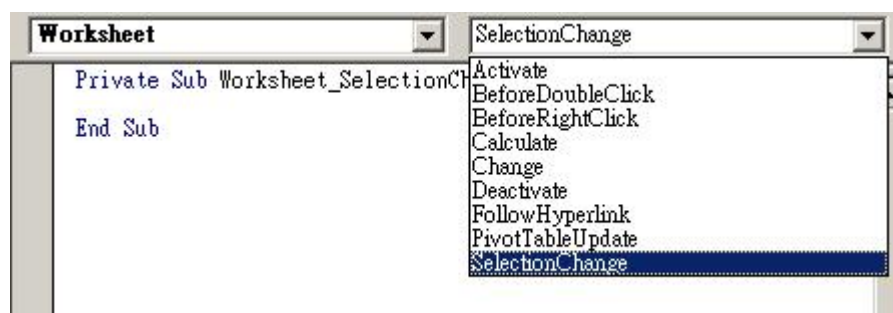 Worksheet
SelectionChange
Private Sub Worksheet_SelectionCh
End Sub
Activate
BeforeDoubleClick
BeforeRightClick
Calculate
Change
Deactivate
FollowHyperlink
PivotTableUpdate
SelectionChange